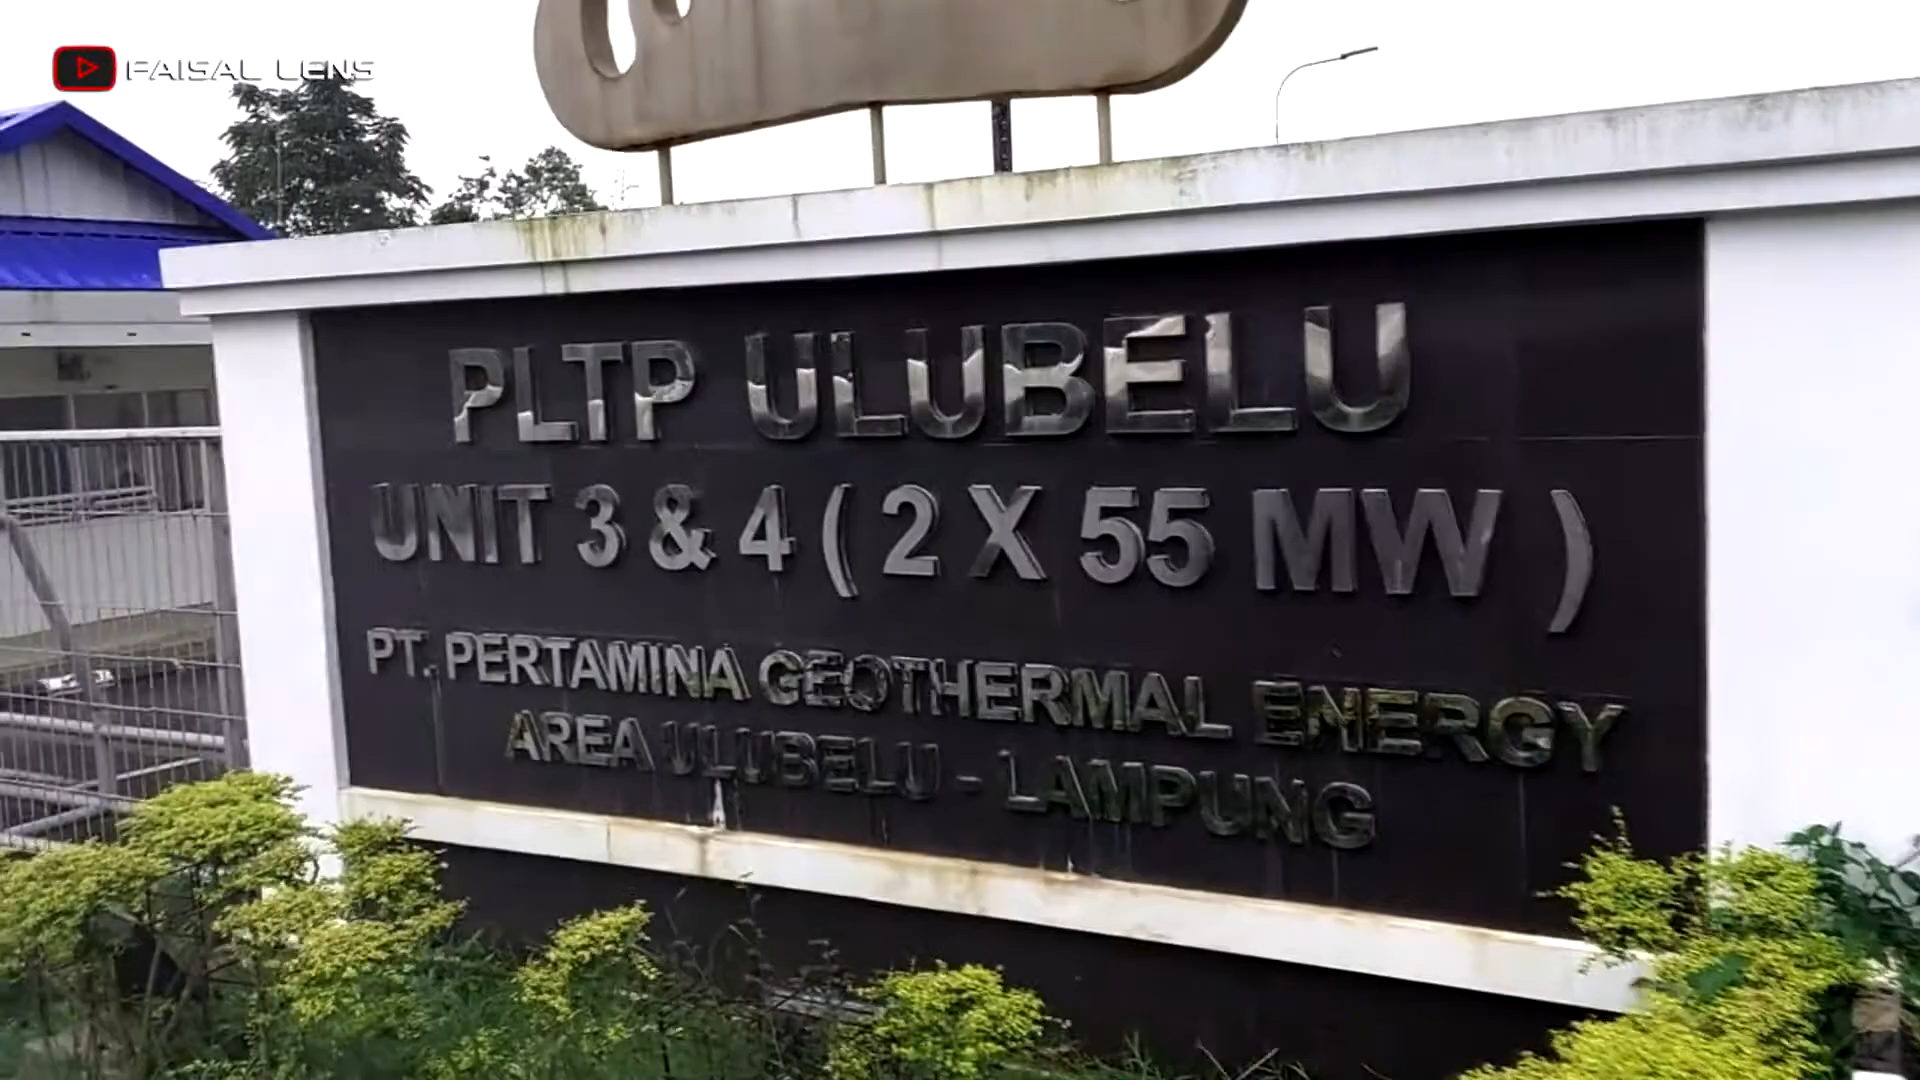 FAISAL LENS
PLTP ULUBELU
UNIT 3 & 4 ( 2 X 55 MW )
PT. PERTAMINA GEOTHERMAL ENERGY
AREA ULUBELU - LAMPUNG